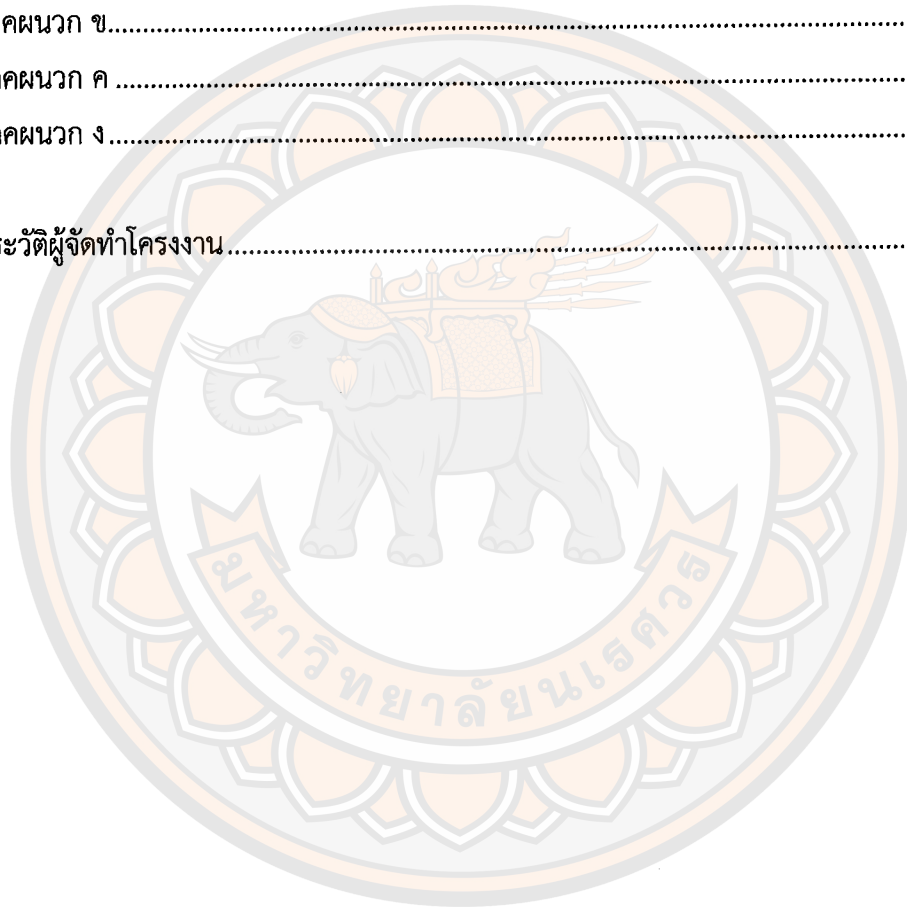 คผนวก ข
คผนวก ค
คผนวก ง
ระวัติผู้จัดทำโครงงาน
มหาวิทยาลัยนเรศวร